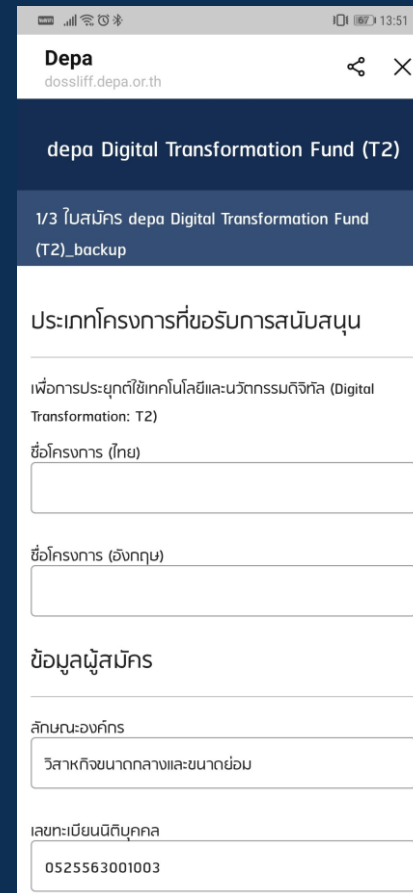 67 13:51
Depa
dossliff.depa.or.th
depa Digital Transformation Fund (T2)
1/3 ใบสมัคร depa Digital Transformation Fund
(T2)_backup
ประเภทโครงการที่ขอรับการสนับสนุน
เพื่อการประยุกต์ใช้เทคโนโลยีและนวัตกรรมดิจิทัล (Digital
Transformation: T2)
ชื่อโครงการ (ไทย)
ชื่อโครงการ (อังกฤษ)
ข้อมูลผู้สมัคร
ลักษณะองค์กร
วิสาหกิจขนาดกลางและขนาดย่อม
เลขทะเบียนนิติบุคคล
0525563001003